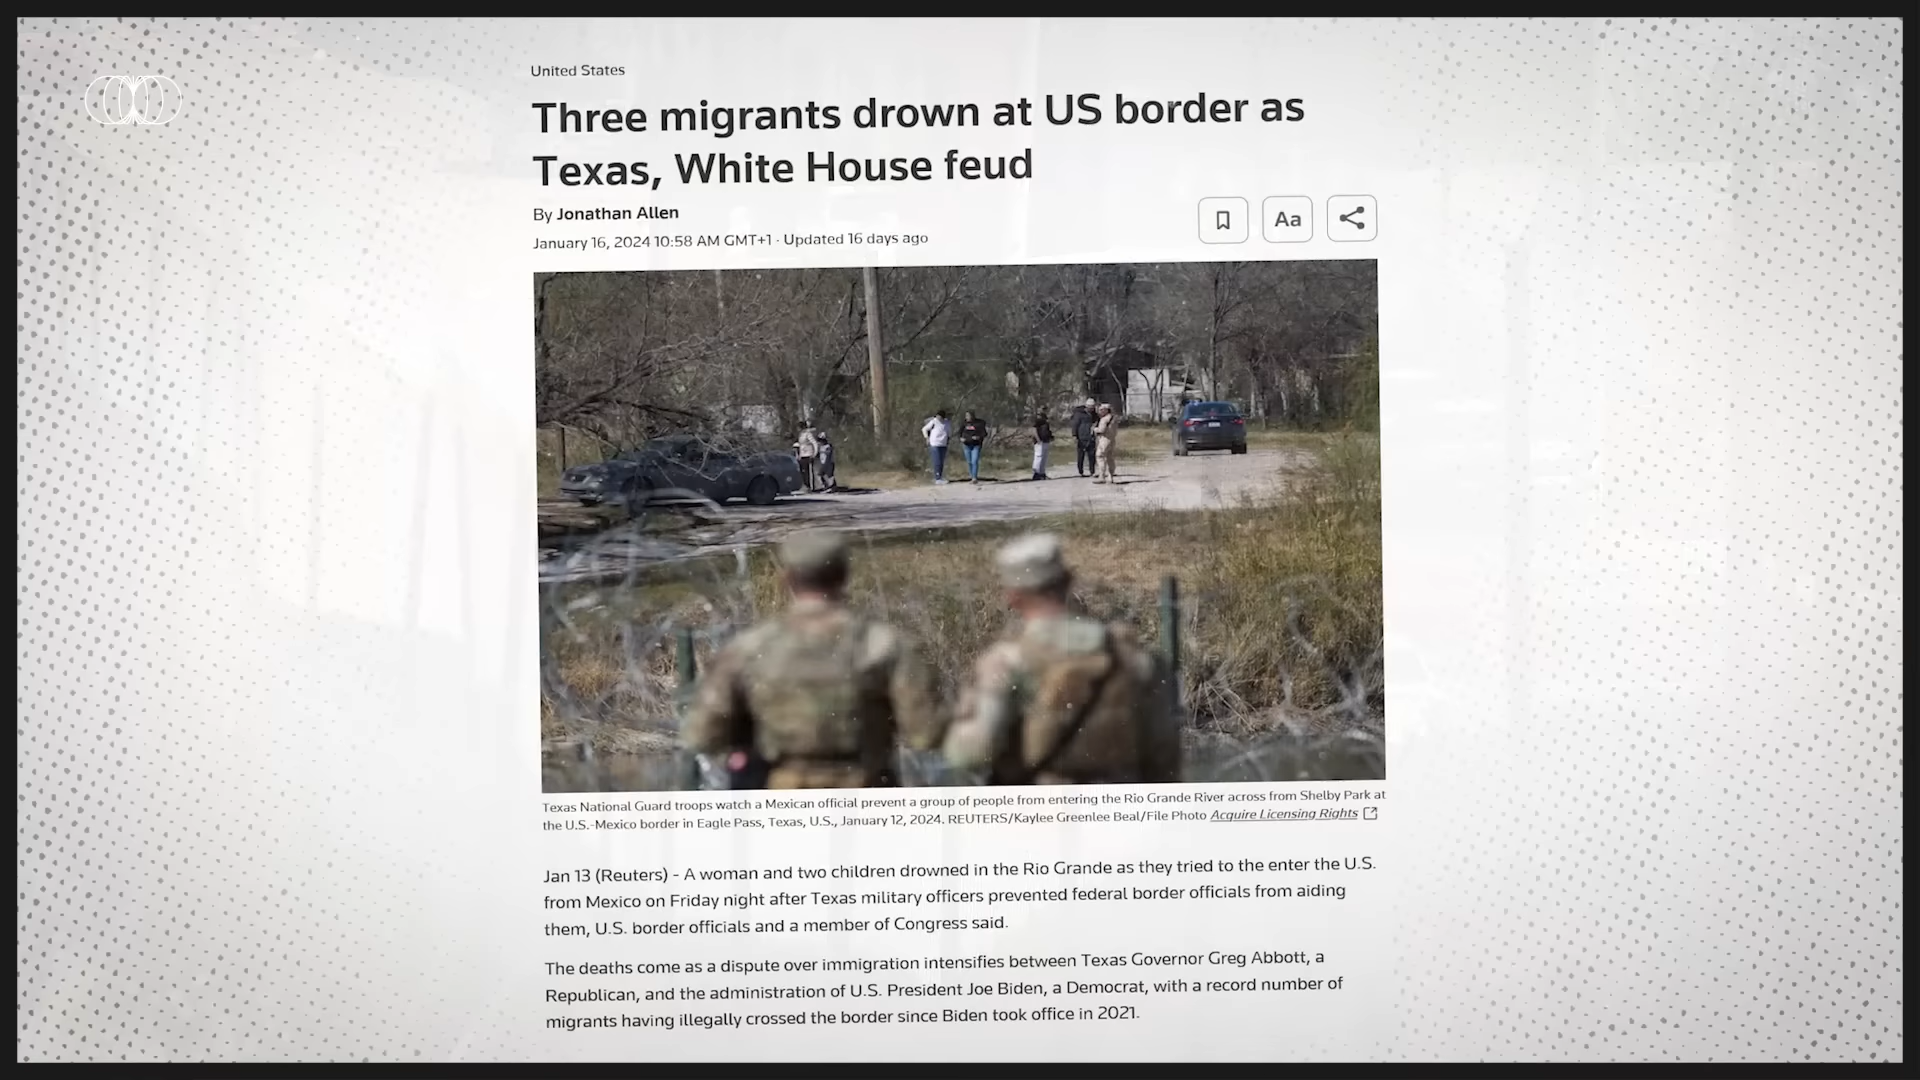 United States
Three migrants drown at US border as
Texas, White House feud
By Jonathan Allen
January 16, 2024 10:58 AM GMT+1 · Updated 16 days ago
Aa
Texas National Guard troops watch a Mexican official prevent a group of people from entering the Rio Grande River across from Shelby Park at
the U.S.-Mexico border in Eagle Pass, Texas, U.S., January 12, 2024. REUTERS/Kaylee Greenlee Beal/File Photo Acquire Licensing Rights
Jan 13 (Reuters) - A woman and two children drowned in the Rio Grande as they tried to the enter the U.S.
from Mexico on Friday night after Texas military officers prevented federal border officials from aiding
them, U.S. border officials and a member of Congress said.
The deaths come as a dispute over immigration intensifies between Texas Governor Greg Abbott, a
Republican, and the administration of U.S. President Joe Biden, a Democrat, with a record number of
migrants having illegally crossed the border since Biden took office in 2021.